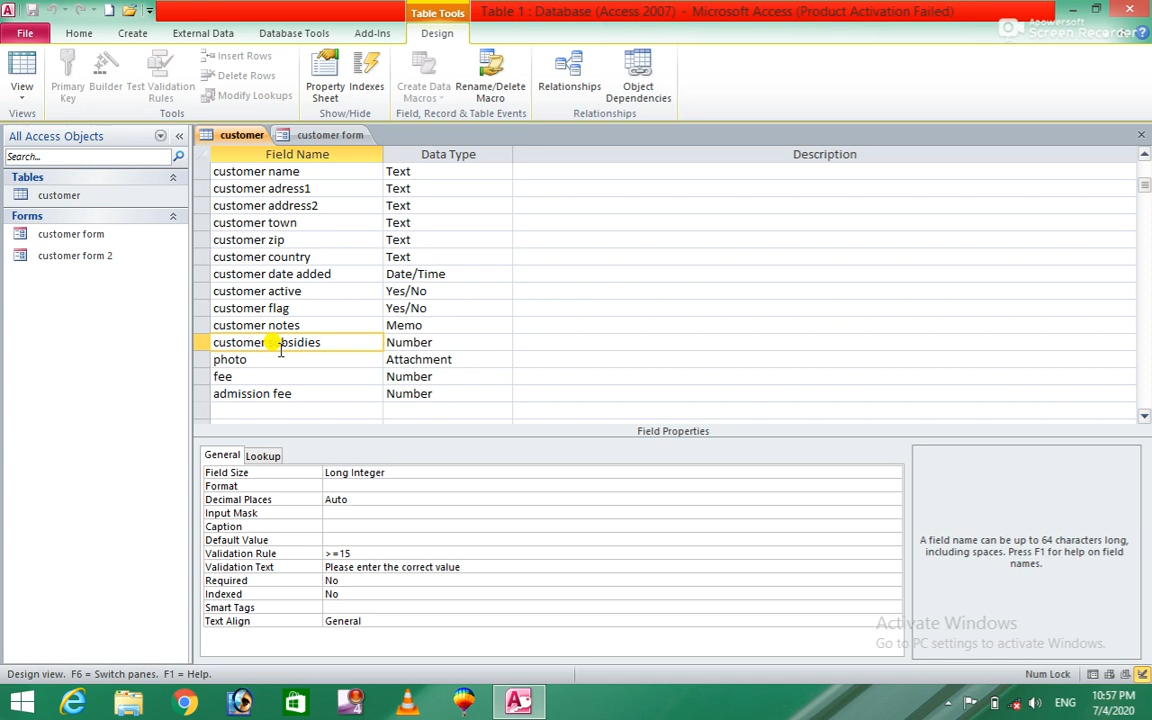 Table Tools
Table 1 : Database (Access 2007) - Microsoft Access (Product Activation Failed)
File Home Create External Data Database Tools Add-Ins Design
Apowersoft
Screen Recorder
View
Primary Key
Builder
Test Validation Rules
Insert Rows
Delete Rows
Modify Lookups
Property Sheet
Indexes
Create Data Macros
Rename/Delete Macro
Relationships
Object Dependencies
Views Tools Show/Hide Field, Record & Table Events Relationships
All Access Objects
customer customer form
Search...
Tables
customer
Forms
customer form
customer form 2
Field Name Data Type Description
customer name Text
customer adress1 Text
customer address2 Text
customer town Text
customer zip Text
customer country Text
customer date added Date/Time
customer active Yes/No
customer flag Yes/No
customer notes Memo
customer subsidies Number
photo Attachment
fee Number
admission fee Number
Field Properties
General Lookup
Field Size Long Integer
Format
Decimal Places Auto
Input Mask
Caption
Default Value
Validation Rule >=15
Validation Text Please enter the correct value
Required No
Indexed No
Smart Tags
Text Align General
A field name can be up to 64 characters long,
including spaces. Press F1 for help on field
names.
Activate Windows
Go to PC settings to activate Windows.
Design view. F6 = Switch panes. F1 = Help.
Num Lock
ENG
10:57 PM
7/4/2020